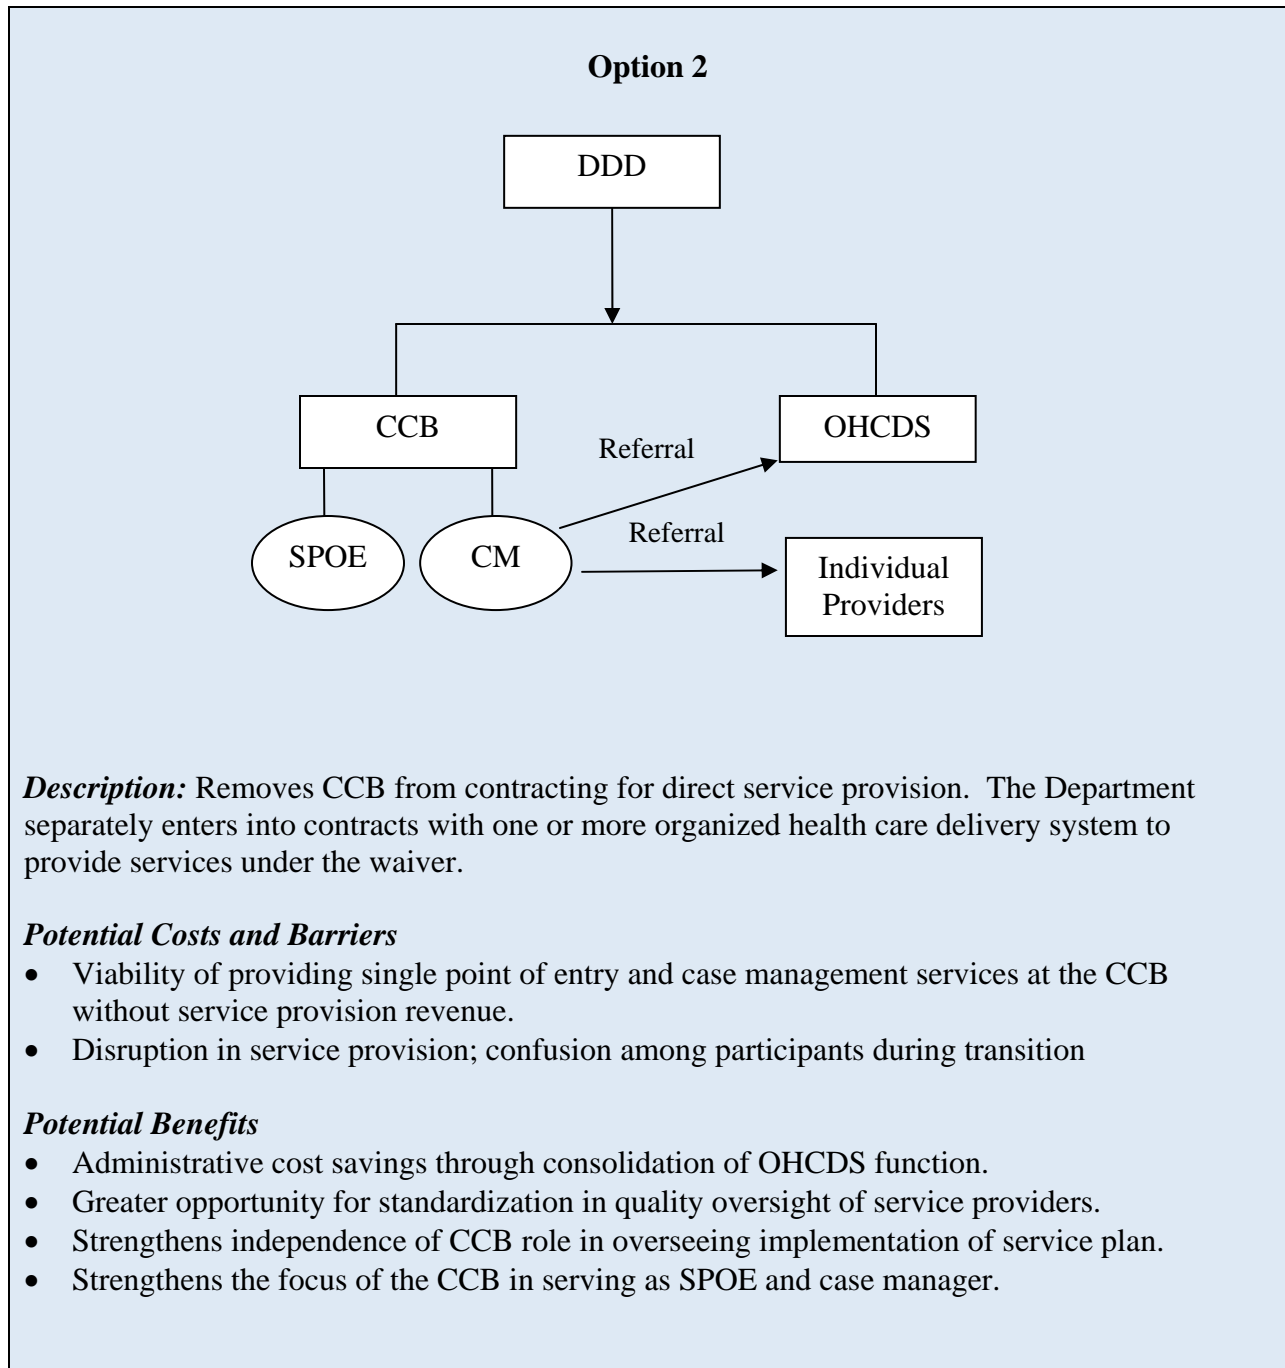 Option 2
DDD
CCB
OHCDS
Referral
Referral
SPOE
CM
Individual
Providers
Description: Removes CCB from contracting for direct service provision.  The Department
separately enters into contracts with one or more organized health care delivery system to
provide services under the waiver.
Potential Costs and Barriers
• Viability of providing single point of entry and case management services at the CCB
without service provision revenue.
• Disruption in service provision; confusion among participants during transition
Potential Benefits
• Administrative cost savings through consolidation of OHCDS function.
• Greater opportunity for standardization in quality oversight of service providers.
• Strengthens independence of CCB role in overseeing implementation of service plan.
• Strengthens the focus of the CCB in serving as SPOE and case manager.